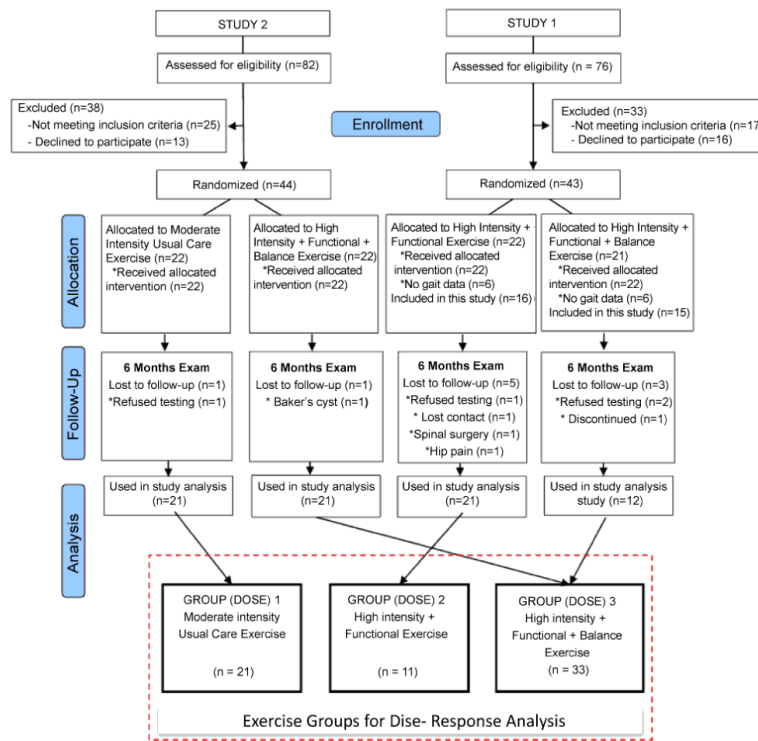 STUDY 2
STUDY 1
Assessed for eligibility (n=82)
Assessed for eligibility (n = 76)
Excluded (n=38)
-Not meeting inclusion criteria (n=25)
- Declined to participate (n=13)
Enrollment
Excluded (n=33)
-Not meeting inclusion criteria (n=17
- Declined to participate (n=16)
Randomized (n=44)
Randomized (n=43)
Allocation
Allocated to Moderate
Intensity Usual Care
Exercise (n=22)
*Received allocated
intervention (n=22)
Allocated to High
Intensity + Functional +
Balance Exercise (n=22)
*Received allocated
intervention (n=22)
Allocated to High Intensity +
Functional Exercise (n=22)
*Received allocated
intervention (n=22)
*No gait data (n=6)
Included in this study (n=16)
Allocated to High Intensity +
Functional + Balance
Exercise (n=21)
*Received allocated
intervention (n=22)
*No gait data (n=6)
Included in this study (n=15)
Follow-Up
6 Months Exam
Lost to follow-up (n=1)
*Refused testing (n=1)
6 Months Exam
Lost to follow-up (n=1)
* Baker's cyst (n=1)
6 Months Exam
Lost to follow-up (n=5)
*Refused testing (n=1)
* Lost contact (n=1)
*Spinal surgery (n=1)
*Hip pain (n=1)
6 Months Exam
Lost to follow-up (n=3)
*Refused testing (n=2)
* Discontinued (n=1)
Analysis
Used in study analysis
(n=21)
Used in study analysis
(n=21)
Used in study analysis
(n=21)
Used in study analysis
study (n=12)
GROUP (DOSE) 1
Moderate intensity
Usual Care Exercise
(n = 21)
GROUP (DOSE) 2
High intensity +
Functional Exercise
(n = 11)
GROUP (DOSE) 3
High intensity +
Functional + Balance
Exercise
(n = 33)
Exercise Groups for Dise- Response Analysis